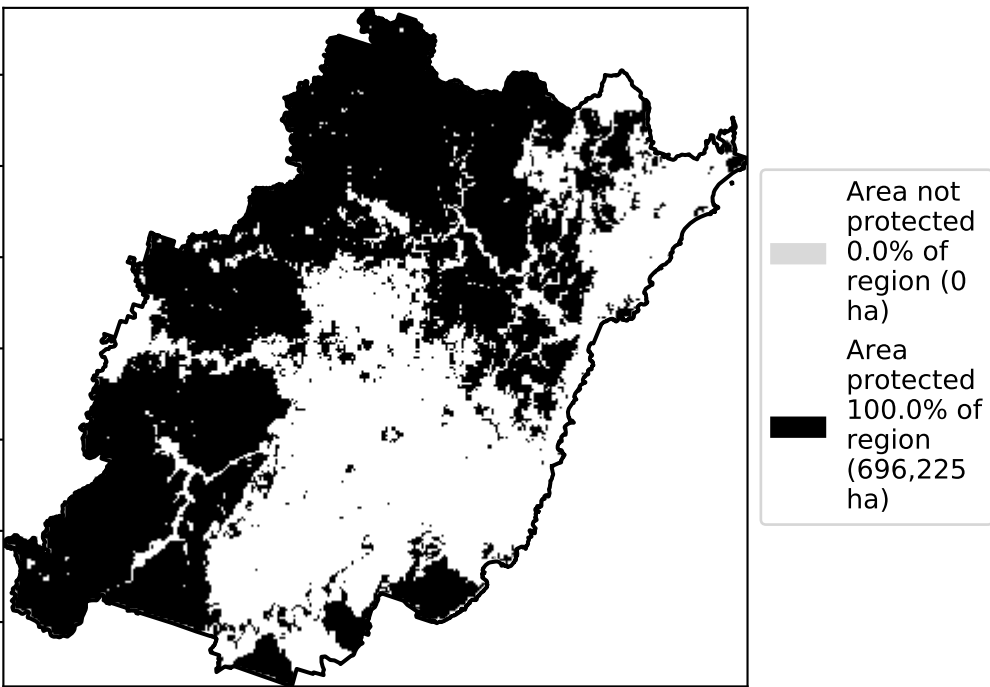 Area not
protected
0.0% of
region (0
ha)
Area
protected
100.0% of
region
(696,225
ha)